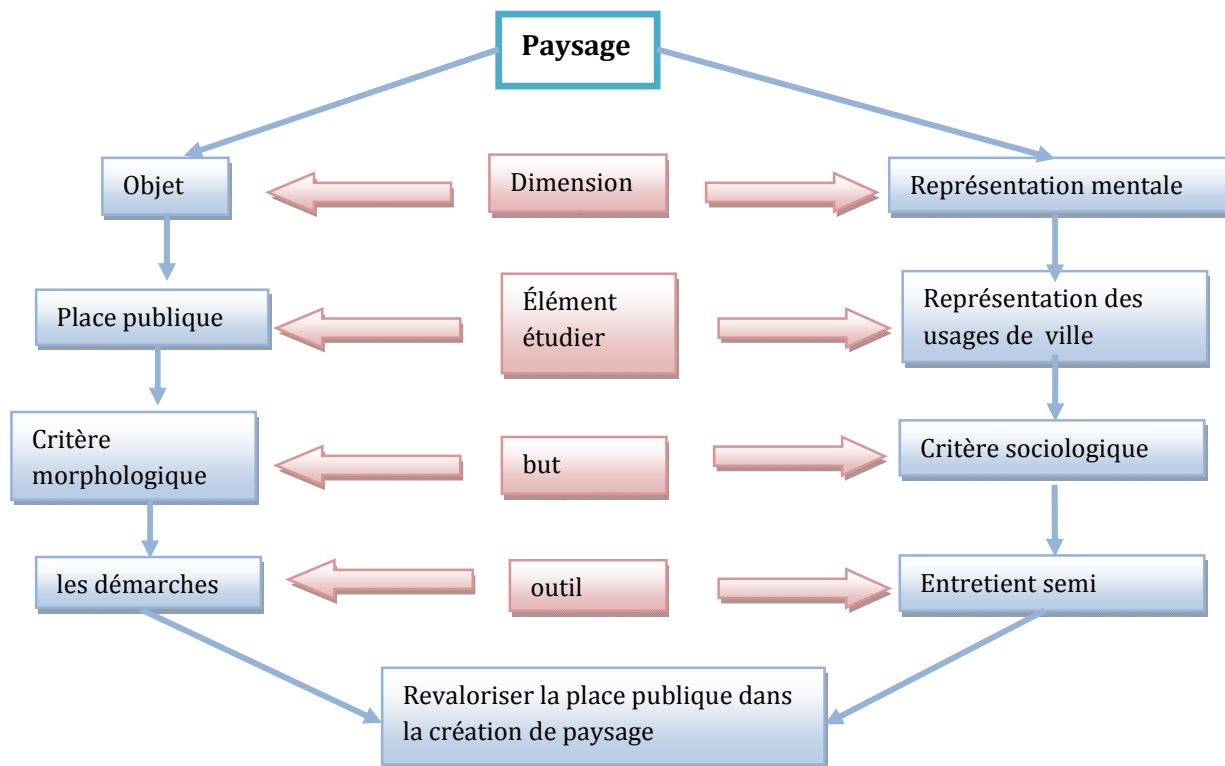 Paysage
Objet
Dimension
Représentation mentale
Place publique
Élément
étudier
Représentation des
usages de ville
Critère
morphologique
but
Critère sociologique
les démarches
outil
Entretient semi
Revaloriser la place publique dans
la création de paysage